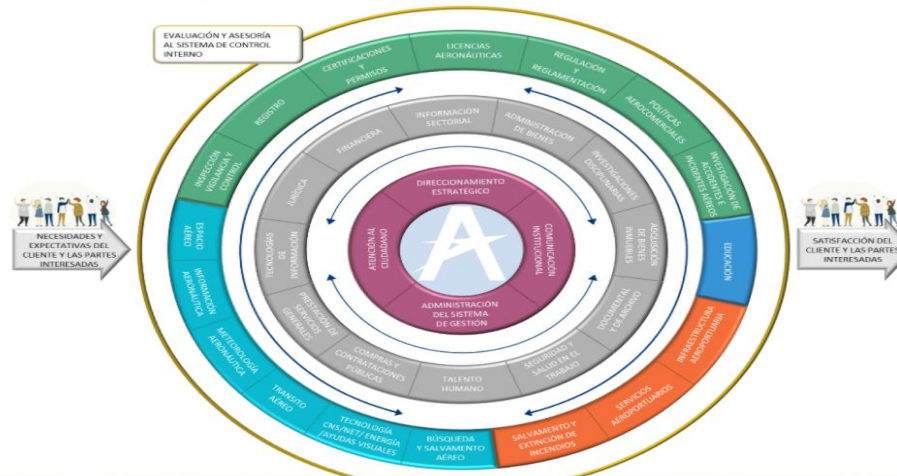 EVALUACIÓN Y ASESORÍA
AL SISTEMA DE CONTROL
INTERNO
NECESIDADES Y
EXPECTATIVAS DEL
CLIENTE Y LAS PARTES
INTERESADAS
INSPECCIÓN
VIGILANCIA Y
CONTROL
REGISTRO
CERTIFICACIONES
Y
PERMISOS
LICENCIAS
AERONÁUTICAS
REGULACIÓN
Y
REGLAMENTACIÓN
POLÍTICAS
AEROCOMERCIALES
INVESTIGACIÓN DE
ACCIDENTES E
INCIDENTES AÉREOS
EDUCACIÓN
INFRAESTRUCTURA
AEROPORTUARIA
SERVICIOS
AEROPORTUARIOS
SALVAMENTO Y
EXTINCIÓN DE
INCENDIOS
BÚSQUEDA
Y SALVAMENTO
AÉREO
TECNOLOGÍA
CNS/NET/ ENERGÍA
/AYUDAS VISUALES
TRANSITO
AÉREO
METEOROLOGÍA
AERONÁUTICA
INFORMACIÓN
AERONÁUTICA
ESPACIO
AÉREO
TECNOLOGÍAS
DE
INFORMACIÓN
JURÍDICA
FINANCIERA
INFORMACIÓN
SECTORIAL
ADMINISTRACION
DE BIENES
INVESTIGACIONES
DISCIPLINARIAS
ADQUISICIÓN
DE BIENES
INMUEBLES
DOCUMENTAL
Y DE ARCHIVO
SEGURIDAD Y
SALUD EN EL
TRABAJO
TALENTO
HUMANO
COMPRAS Y
CONTRATACIONES
PÚBLICAS
PRESTACIÓN DE
SERVICIOS
GENERALES
DIRECCIONAMIENTO
ESTRATÉGICO
COMUNICACIÓN
INSTITUCIONAL
ADMINISTRACIÓN
DEL SISTEMA
DE GESTIÓN
ATENCIÓN AL
CIUDADANO
SATISFACCIÓN DEL
CLIENTE Y LAS PARTES
INTERESADAS